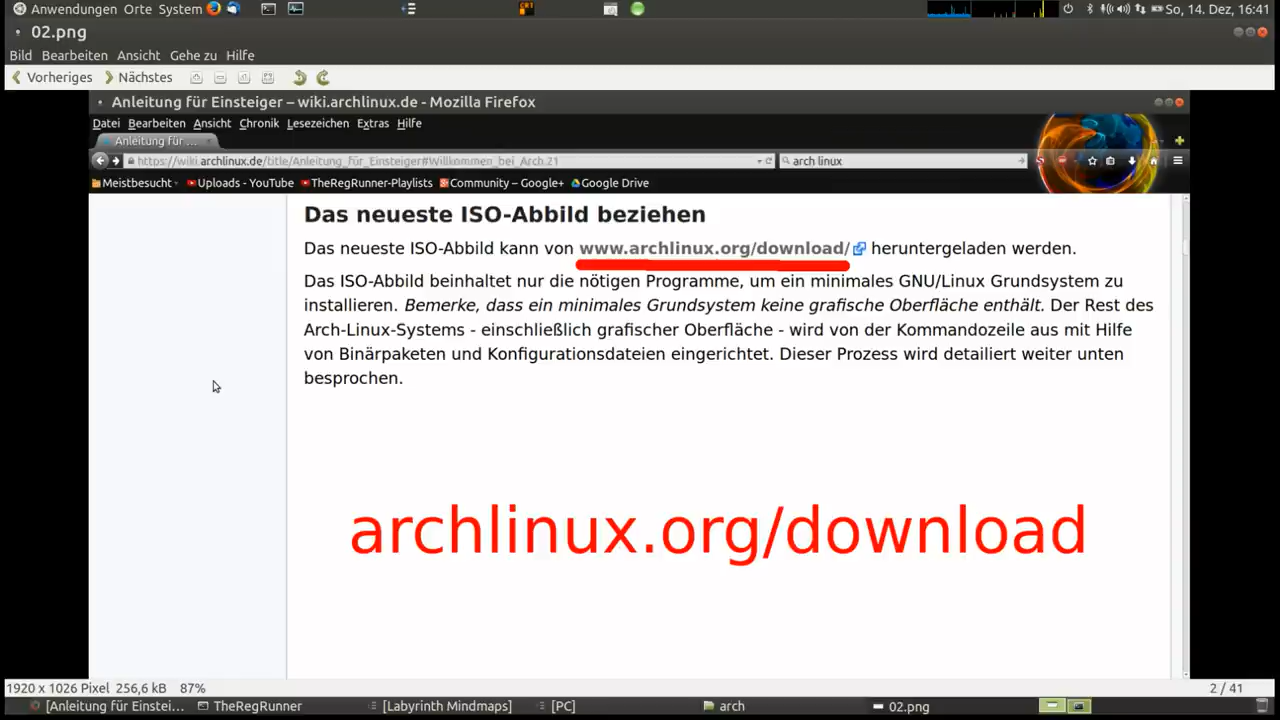 Anwendungen Orte System So, 14. Dez, 16:41
02.png
Bild Bearbeiten Ansicht Gehe zu Hilfe
Vorheriges Nächstes
Anleitung für Einsteiger – wiki.archlinux.de - Mozilla Firefox
Datei Bearbeiten Ansicht Chronik Lesezeichen Extras Hilfe
Anleitung für ...
https://wiki.archlinux.de/title/Anleitung_für_Einsteiger#Willkommen_bei_Arch.21 arch linux
Meistbesucht Uploads - YouTube TheRegRunner-Playlists Community – Google+ Google Drive
Das neueste ISO-Abbild beziehen
Das neueste ISO-Abbild kann von www.archlinux.org/download/ heruntergeladen werden.
Das ISO-Abbild beinhaltet nur die nötigen Programme, um ein minimales GNU/Linux Grundsystem zu
installieren. Bemerke, dass ein minimales Grundsystem keine grafische Oberfläche enthält. Der Rest des
Arch-Linux-Systems - einschließlich grafischer Oberfläche - wird von der Kommandozeile aus mit Hilfe
von Binärpaketen und Konfigurationsdateien eingerichtet. Dieser Prozess wird detailiert weiter unten
besprochen.
archlinux.org/download
1920 x 1026 Pixel 256,6 kB 87% 2 / 41
[Anleitung für Einstei... TheRegRunner [Labyrinth Mindmaps] [PC] arch 02.png